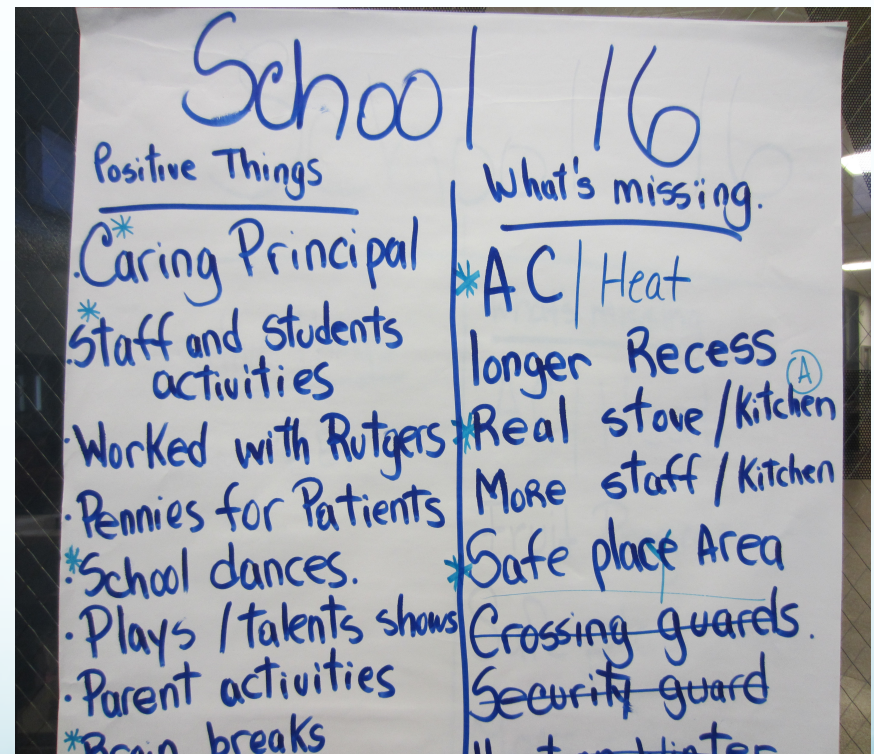 School 16
Positive Things
* Caring Principal
* Staff and students
activities
Worked with Rutgers
Pennies for Patients
* School dances.
Plays / talents shows
Parent activities
* Brain breaks
What's missing.
* AC | Heat
longer Recess
A
* Real stove / Kitchen
More staff / Kitchen
* Safe place Area
Crossing guards.
Security guard
Winter